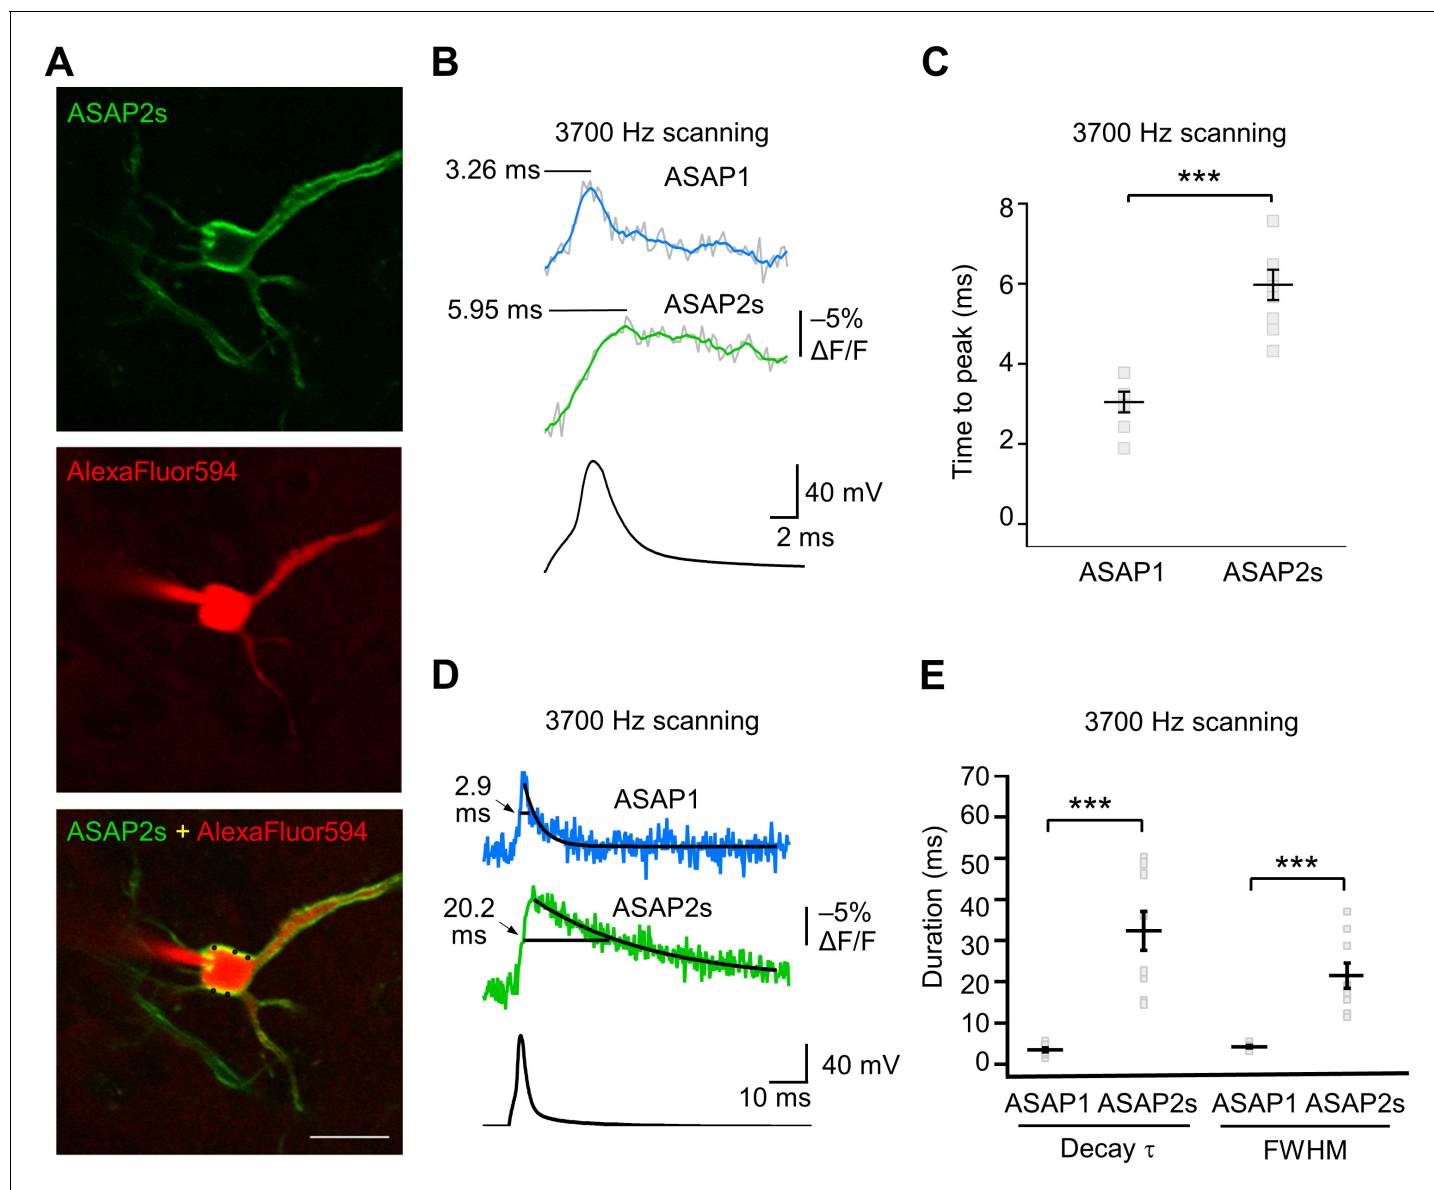 A
ASAP2s
AlexaFluor594
ASAP2s + AlexaFluor594
B
3700 Hz scanning
3.26 ms
ASAP1
5.95 ms
ASAP2s
–5%
ΔF/F
40 mV
2 ms
C
3700 Hz scanning
***
Time to peak (ms)
8
6
4
2
0
ASAP1
ASAP2s
D
3700 Hz scanning
2.9
ms
ASAP1
20.2
ms
ASAP2s
–5%
ΔF/F
40 mV
10 ms
E
3700 Hz scanning
***
***
Duration (ms)
70
60
50
40
30
20
10
0
ASAP1 ASAP2s ASAP1 ASAP2s
Decay τ
FWHM